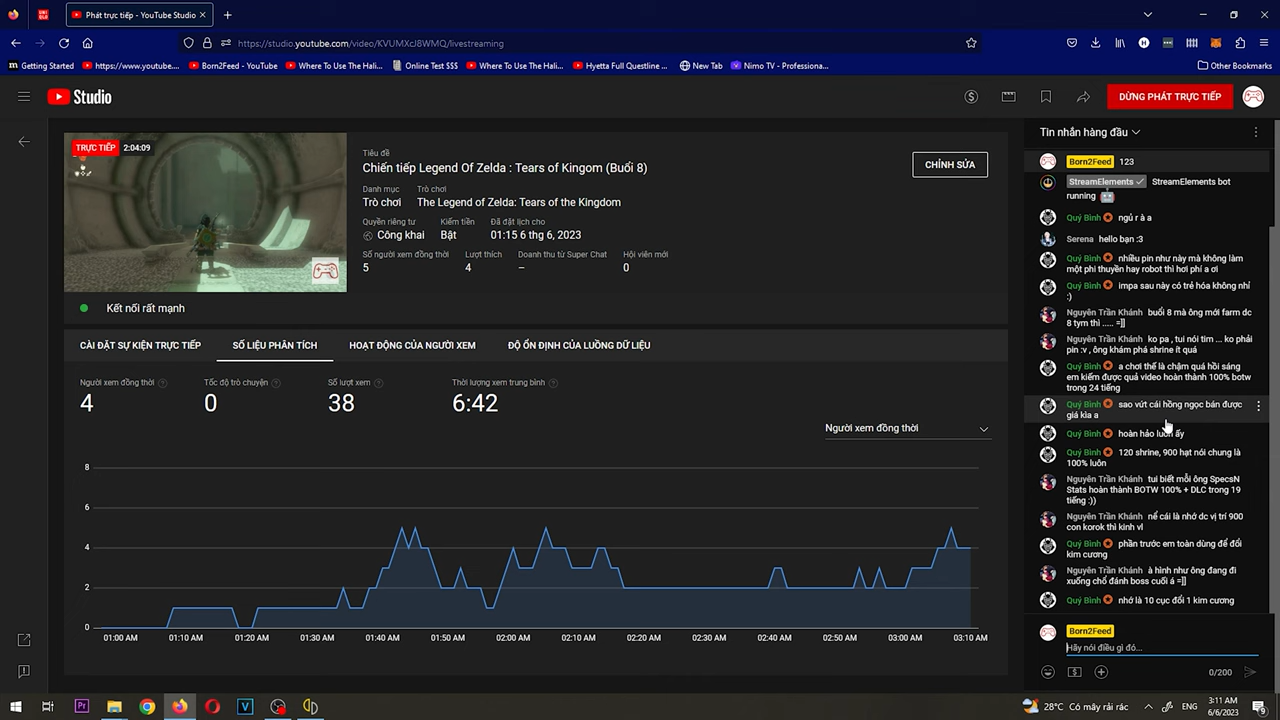 Phát trực tiếp - YouTube Studio
https://studio.youtube.com/video/KVUMXcJ8WMQ/livestreaming
Getting Started
https://www.youtube....
Born2Feed - YouTube
Where To Use The Hali...
Online Test $$$
Where To Use The Hali...
Hyetta Full Questline ...
New Tab
Nimo TV - Professiona...
Other Bookmarks
Studio
DỪNG PHÁT TRỰC TIẾP
TRỰC TIẾP 2:04:09
Tiêu đề
Chiến tiếp Legend Of Zelda : Tears of Kingom (Buổi 8)
CHỈNH SỬA
Danh mục Trò chơi
Trò chơi The Legend of Zelda: Tears of the Kingdom
Quyền riêng tư Kiếm tiền Đã đặt lịch cho
Công khai Bật 01:15 6 thg 6, 2023
Số người xem đồng thời Lượt thích Doanh thu từ Super Chat Hội viên mới
5 4 – 0
Kết nối rất mạnh
CÀI ĐẶT SỰ KIỆN TRỰC TIẾP SỐ LIỆU PHÂN TÍCH HOẠT ĐỘNG CỦA NGƯỜI XEM ĐỘ ỔN ĐỊNH CỦA LUỒNG DỮ LIỆU
Người xem đồng thời Tốc độ trò chuyện Số lượt xem Thời lượng xem trung bình
4 0 38 6:42
Người xem đồng thời
8
6
4
2
0
01:00 AM 01:10 AM 01:20 AM 01:30 AM 01:40 AM 01:50 AM 02:00 AM 02:10 AM 02:20 AM 02:30 AM 02:40 AM 02:50 AM 03:00 AM 03:10 AM
Tin nhắn hàng đầu
Born2Feed 123
StreamElements StreamElements bot
running
Quý Bình ngủ r à a
Serena hello bạn :3
Quý Bình nhiều pin như này mà không làm
một phi thuyền hay robot thì hơi phí a ơi
Quý Bình impa sau này có trẻ hóa không nhỉ
:)
Nguyên Trần Khánh buổi 8 mà ông mới farm dc
8 tym thì ..... =]]
Nguyên Trần Khánh ko pa , tui nói tim ... ko phải
pin :v , ông khám phá shrine ít quá
Quý Bình a chơi thế là chậm quá hồi sáng
em kiếm được quả video hoàn thành 100% botw
trong 24 tiếng
Quý Bình sao vứt cái hồng ngọc bán được
giá kìa a
Quý Bình hoàn hảo luôn ấy
Quý Bình 120 shrine, 900 hạt nói chung là
100% luôn
Nguyên Trần Khánh tui biết mỗi ông SpecsN
Stats hoàn thành BOTW 100% + DLC trong 19
tiếng :))
Nguyên Trần Khánh nể cái là nhớ dc vị trí 900
con korok thì kinh vl
Quý Bình phần trước em toàn dùng để đổi
kim cương
Nguyên Trần Khánh à hình như ông đang đi
xuống chổ đánh boss cuối á =]]
Quý Bình nhớ là 10 cục đổi 1 kim cương
Born2Feed
Hãy nói điều gì đó...
0/200
28°C Có mây rải rác
ENG
3:11 AM
6/6/2023